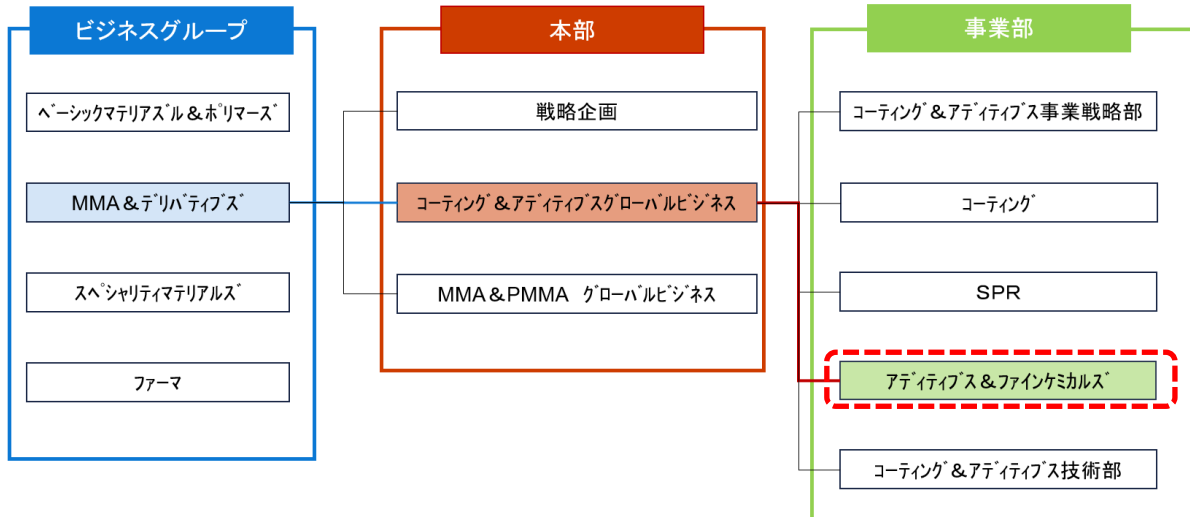 ビジネスグループ
ﾍﾞｰｼｯｸﾏﾃﾘｱｽﾞﾙ＆ﾎﾟﾘﾏｰｽﾞ
MMA＆ﾃﾞﾘﾊﾞﾃｨﾌﾞｽﾞ
ｽﾍﾟｼｬﾘﾃｨﾏﾃﾘｱﾙｽﾞ
ﾌｧｰﾏ
本部
戦略企画
ｺｰﾃｨﾝｸﾞ＆ｱﾃﾞｨﾃｨﾌﾞｽｸﾞﾛｰﾊﾞﾙﾋﾞｼﾞﾈｽ
MMA＆PMMA ｸﾞﾛｰﾊﾞﾙﾋﾞｼﾞﾈｽ
事業部
ｺｰﾃｨﾝｸﾞ＆ｱﾃﾞｨﾃｨﾌﾞｽ事業戦略部
ｺｰﾃｨﾝｸﾞ
SPR
ｱﾃﾞｨﾃｨﾌﾞｽ＆ﾌｧｲﾝｹﾐｶﾙｽﾞ
ｺｰﾃｨﾝｸﾞ＆ｱﾃﾞｨﾃｨﾌﾞｽ技術部